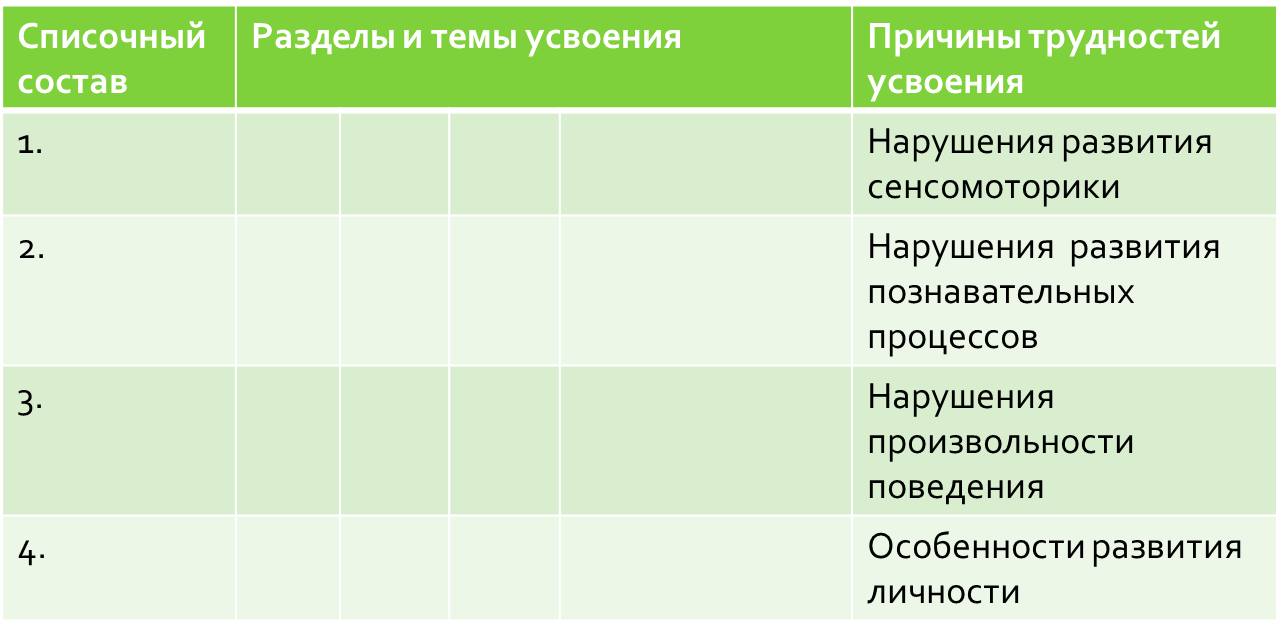 Списочный
состав
Разделы и темы усвоения
Причины трудностей
усвоения
1.
Нарушения развития
сенсомоторики
2.
Нарушения развития
познавательных
процессов
3.
Нарушения
произвольности
поведения
4.
Особенности развития
личности